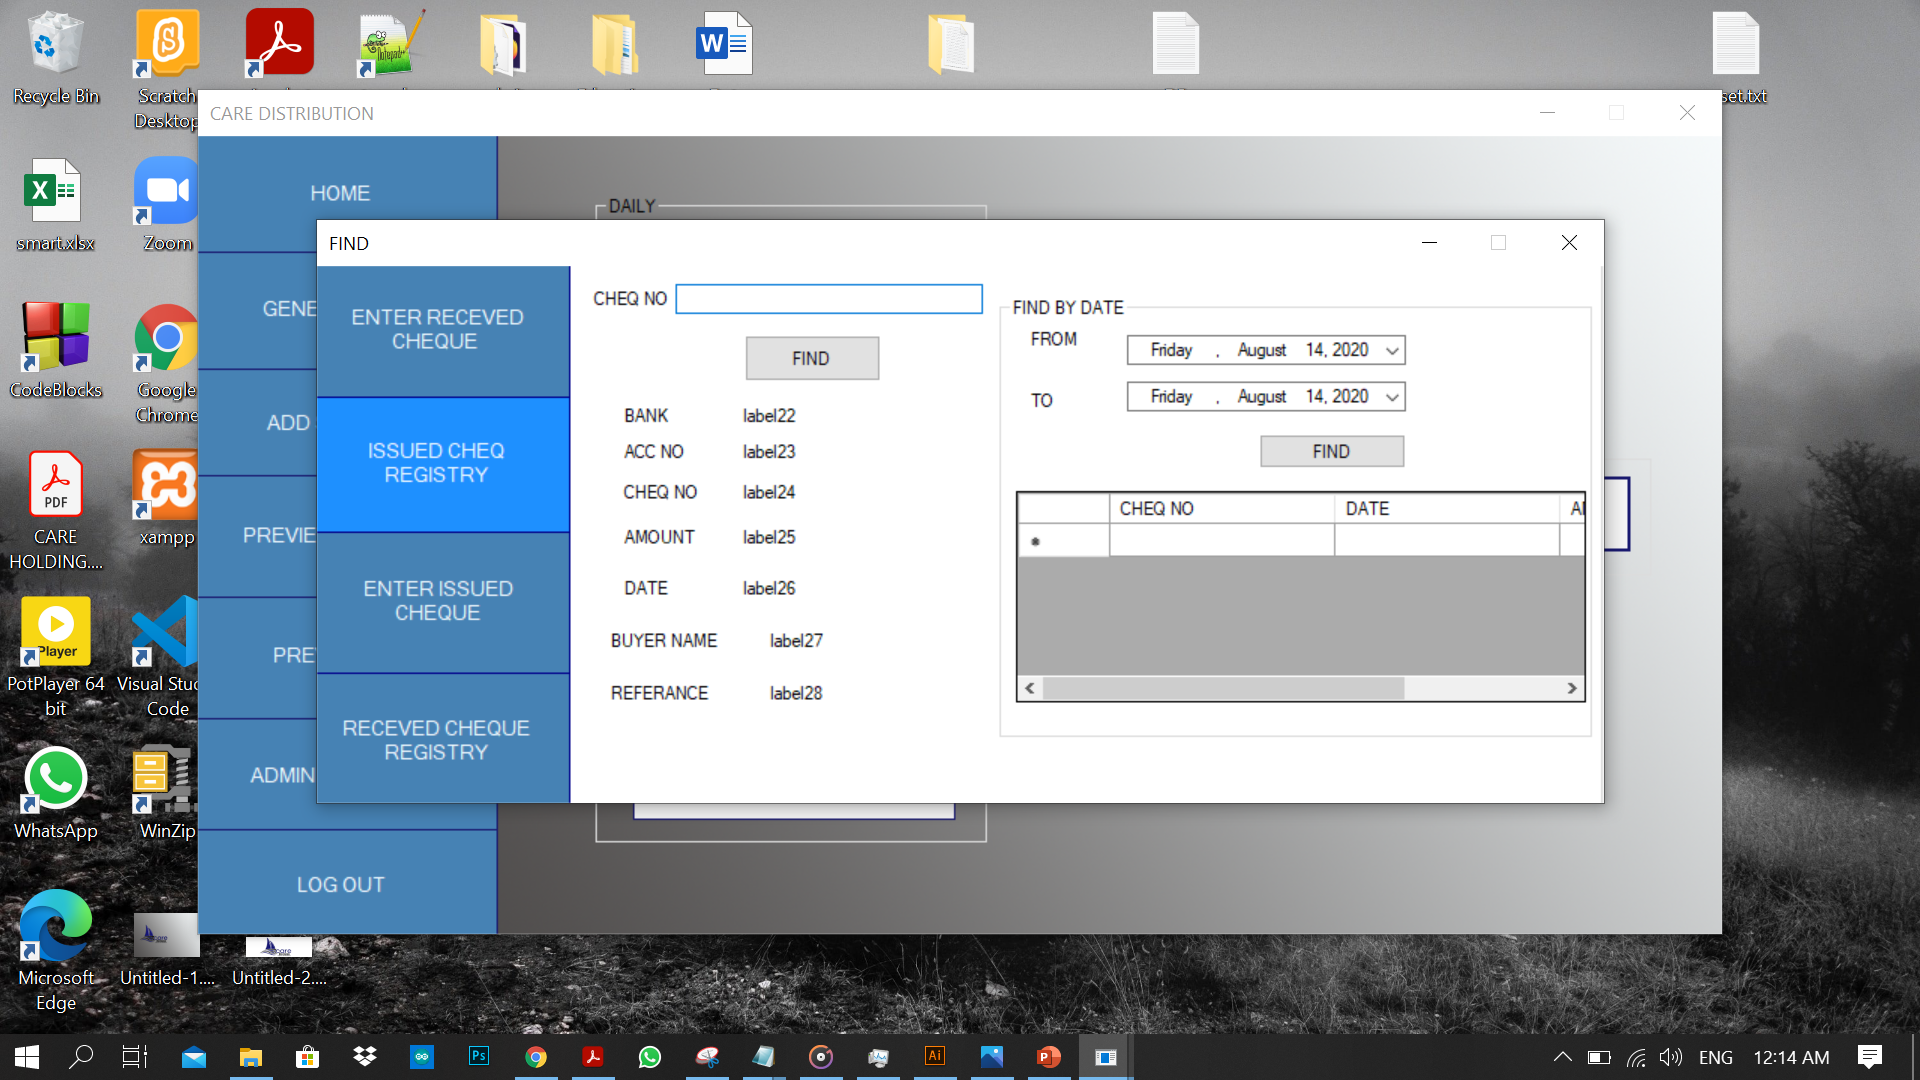 Recycle Bin
Scratch
Desktop
set.txt
smart.xlsx
Zoom
CodeBlocks
Google
Chrome
PDF
CARE
HOLDING....
xampp
Player
PotPlayer 64
bit
Visual Stud
Code
WhatsApp
WinZip
Microsoft
Edge
Untitled-1....
Untitled-2....
CARE DISTRIBUTION
HOME
GENE
ADD
PREVIE
PRE
ADMIN
LOG OUT
DAILY
FIND
ENTER RECEVED
CHEQUE
ISSUED CHEQ
REGISTRY
ENTER ISSUED
CHEQUE
RECEVED CHEQUE
REGISTRY
CHEQ NO
FIND
BANK label22
ACC NO label23
CHEQ NO label24
AMOUNT label25
DATE label26
BUYER NAME label27
REFERANCE label28
FIND BY DATE
FROM Friday , August 14, 2020
TO Friday , August 14, 2020
FIND
CHEQ NO DATE
ENG 12:14 AM